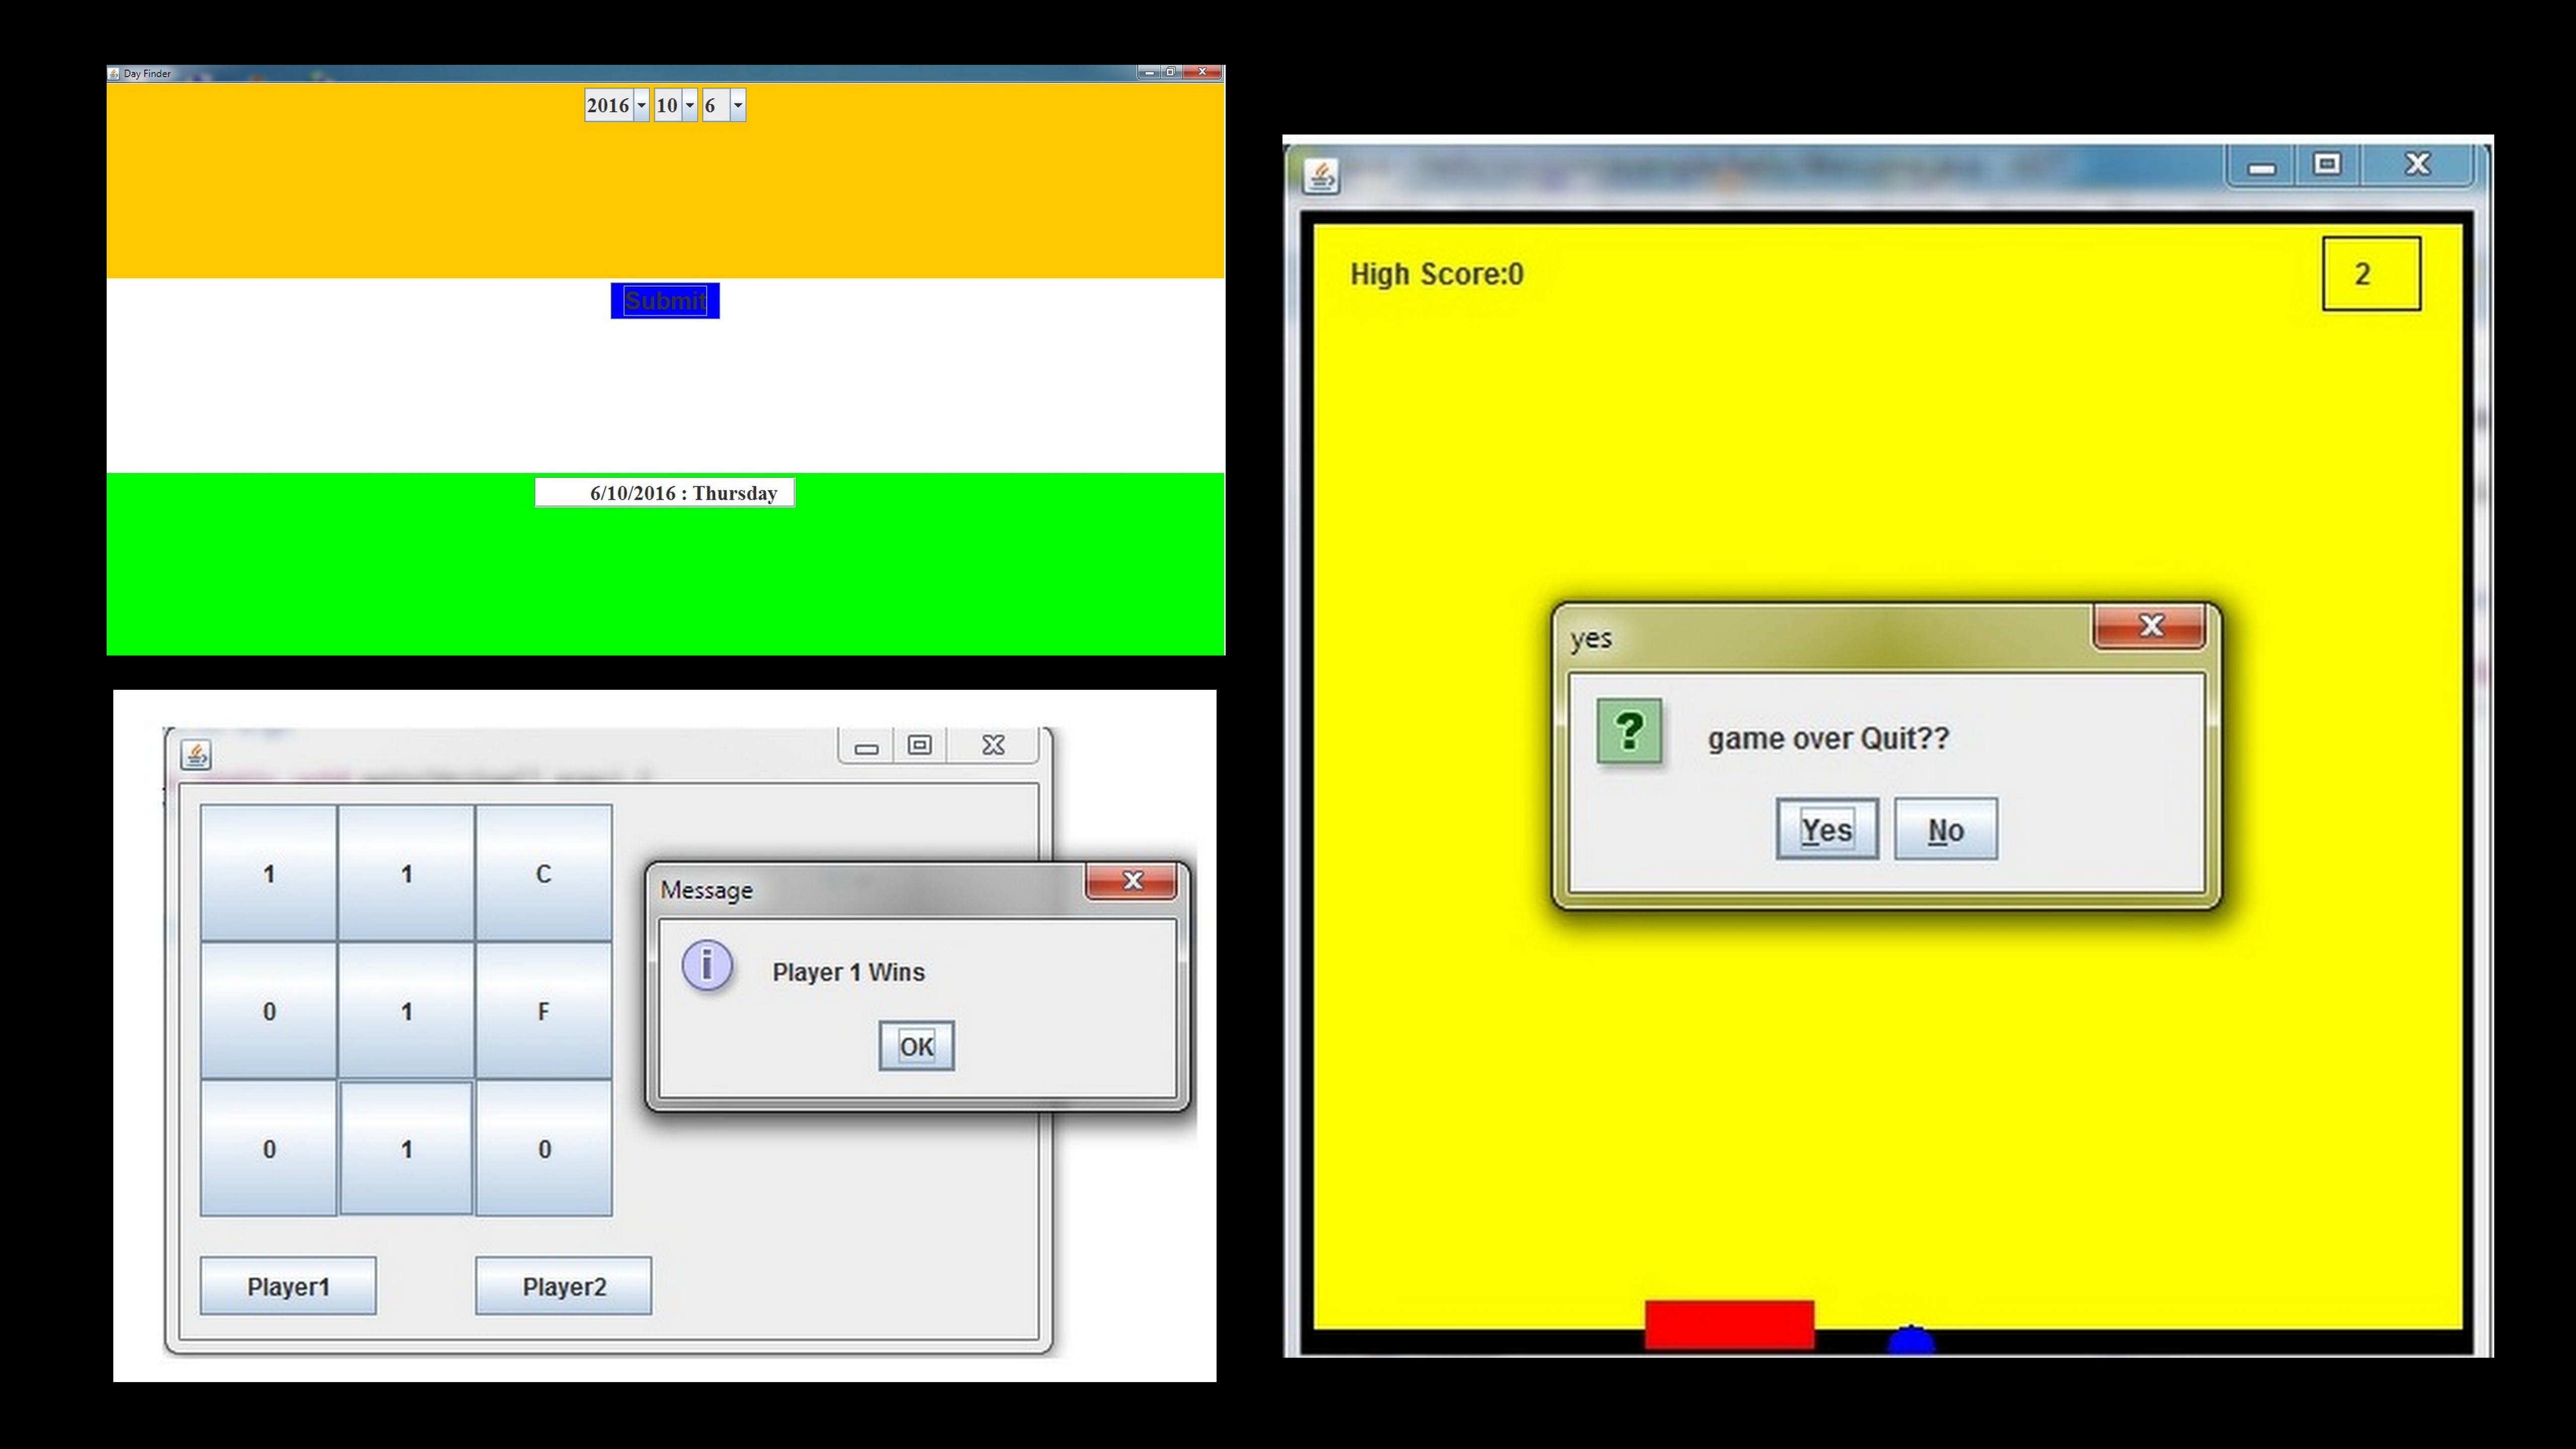 Day Finder
2016 10 6
Submit
6/10/2016 : Thursday
1 1 C
0 1 F
0 1 0
Player1 Player2
Message
Player 1 Wins
OK
High Score:0
2
yes
? game over Quit??
Yes No